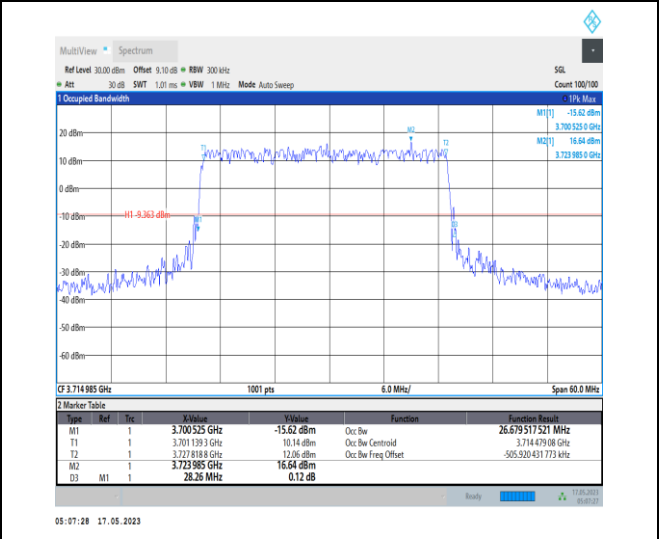 MultiView Spectrum
Ref Level 30.00 dBm Offset 9.10 dB RBW 300 kHz SGL
Att 30 dB SWT 1.01 ms VBW 1 MHz Mode Auto Sweep Count 100/100
1 Occupied Bandwidth 1Pk Max
M1[1] -15.62 dBm
3.700 525 0 GHz
M2[1] 16.64 dBm
3.723 985 0 GHz
20 dBm
M2
T1
T2
10 dBm
0 dBm
-10 dBm
H1 -9.363 dBm
-20 dBm
-30 dBm
-40 dBm
-50 dBm
-60 dBm
CF 3.714 985 GHz 1001 pts 6.0 MHz/ Span 60.0 MHz
2 Marker Table
Type Ref Trc X-Value Y-Value Function Function Result
M1 1 3.700 525 GHz -15.62 dBm Occ Bw 26.679 517 521 MHz
T1 1 3.701 139 3 GHz 10.14 dBm Occ Bw Centroid 3.714 479 08 GHz
T2 1 3.727 818 8 GHz 12.06 dBm Occ Bw Freq Offset -505.920 431 773 kHz
M2 1 3.723 985 GHz 16.64 dBm
D3 M1 1 28.26 MHz 0.12 dB
Ready 17.05.2023
05:07:27
05:07:28 17.05.2023